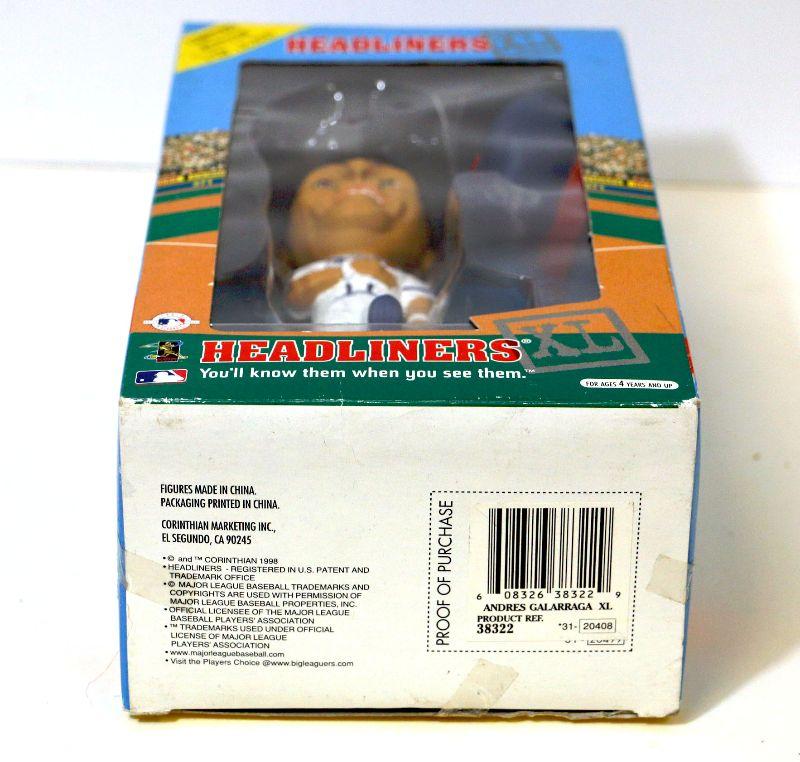 HEADLINERS XL
HEADLINERS® XL
You'll know them when you see them.™
FOR AGES 4 YEARS AND UP
FIGURES MADE IN CHINA.
PACKAGING PRINTED IN CHINA.
CORINTHIAN MARKETING INC.,
EL SEGUNDO, CA 90245
• © and ™ CORINTHIAN 1998
• HEADLINERS - REGISTERED IN U.S. PATENT AND
TRADEMARK OFFICE
• © MAJOR LEAGUE BASEBALL TRADEMARKS AND
COPYRIGHTS ARE USED WITH PERMISSION OF
MAJOR LEAGUE BASEBALL PROPERTIES, INC.
• OFFICIAL LICENSEE OF THE MAJOR LEAGUE
BASEBALL PLAYERS' ASSOCIATION
• ™ TRADEMARKS USED UNDER OFFICIAL
LICENSE OF MAJOR LEAGUE
PLAYERS' ASSOCIATION
• www.majorleaguebaseball.com
• Visit the Players Choice @www.bigleaguers.com
PROOF OF PURCHASE
6 08326 38322 9
ANDRES GALARRAGA XL
PRODUCT REF.
38322
*31- 20408